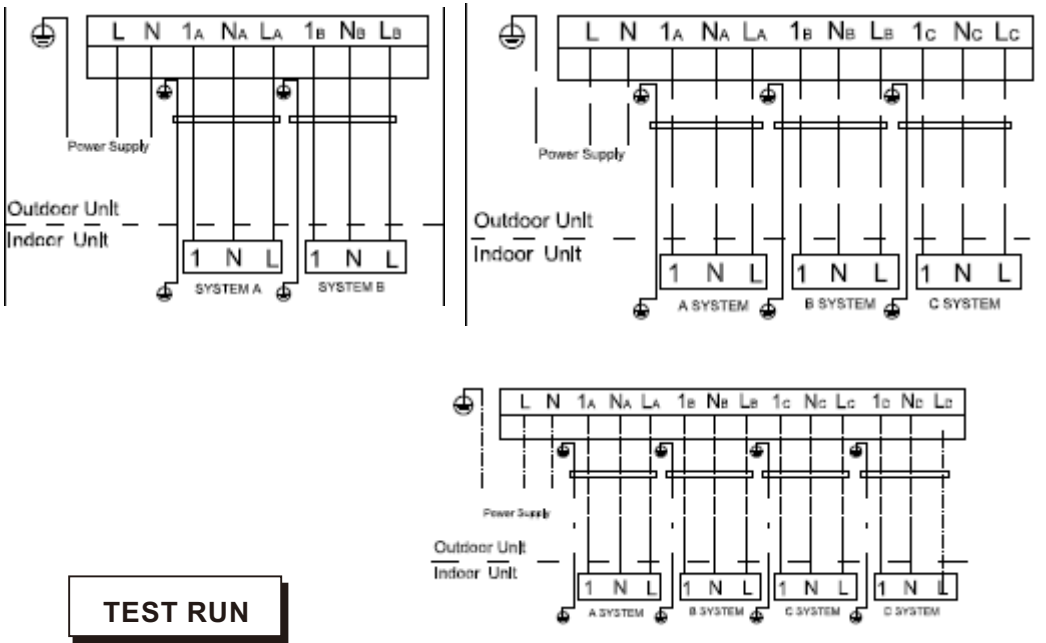 L N 1A NA LA 1B NB LB
Power Supply
Outdoor Unit
Indoor Unit
1 N L 1 N L
SYSTEM A SYSTEM B
L N 1A NA LA 1B NB LB 1C NC LC
Power Supply
Outdoor Unit
Indoor Unit
1 N L 1 N L 1 N L
A SYSTEM B SYSTEM C SYSTEM
L N 1A NA LA 1B NB LB 1C NC LC 1D ND LD
Power Supply
Outdoor Unit
Indoor Unit
1 N L 1 N L 1 N L 1 N L
A SYSTEM B SYSTEM C SYSTEM D SYSTEM
TEST RUN